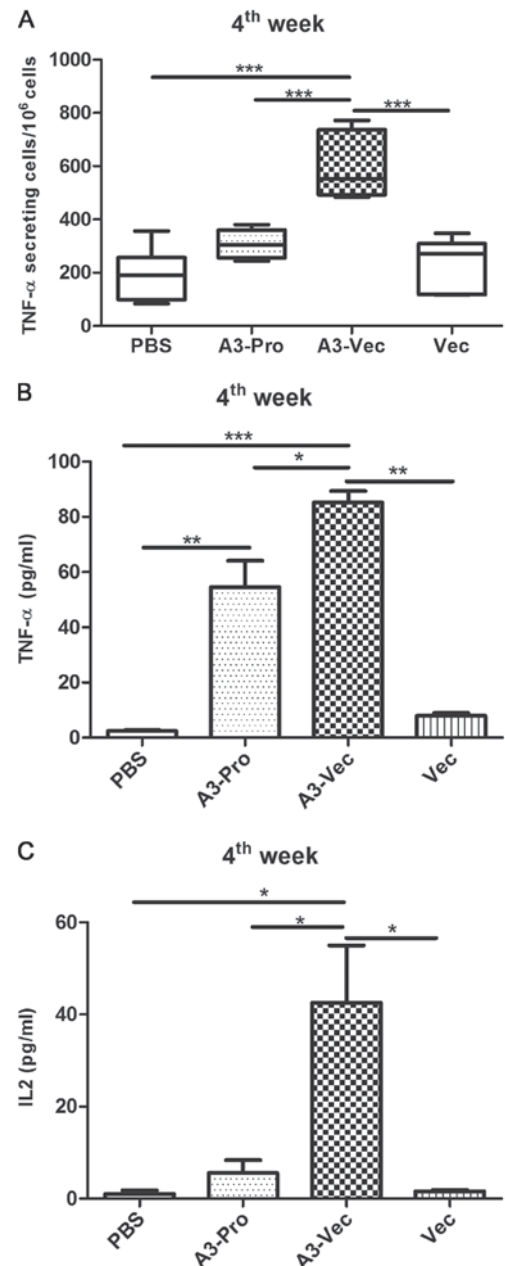 A
4th week
TNF-α secreting cells/10⁶ cells
1000
800
600
400
200
0
***
***
***
PBS A3-Pro A3-Vec Vec
B
4th week
TNF-α (pg/ml)
100
80
60
40
20
0
***
*
**
**
PBS A3-Pro A3-Vec Vec
C
4th week
IL2 (pg/ml)
60
40
20
0
*
*
*
PBS A3-Pro A3-Vec Vec